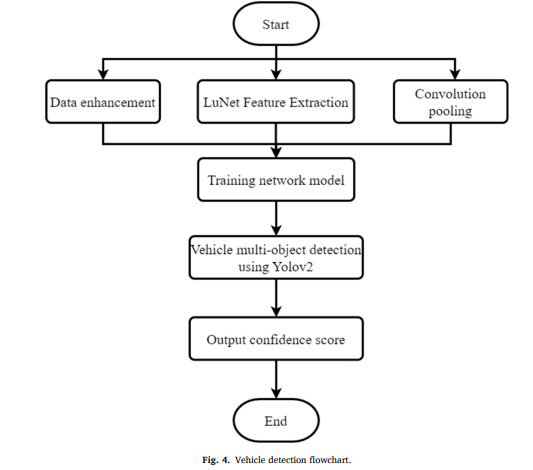 Start
Data enhancement
LuNet Feature Extraction
Convolution
pooling
Training network model
Vehicle multi-object detection
using Yolov2
Output confidence score
End
Fig. 4. Vehicle detection flowchart.